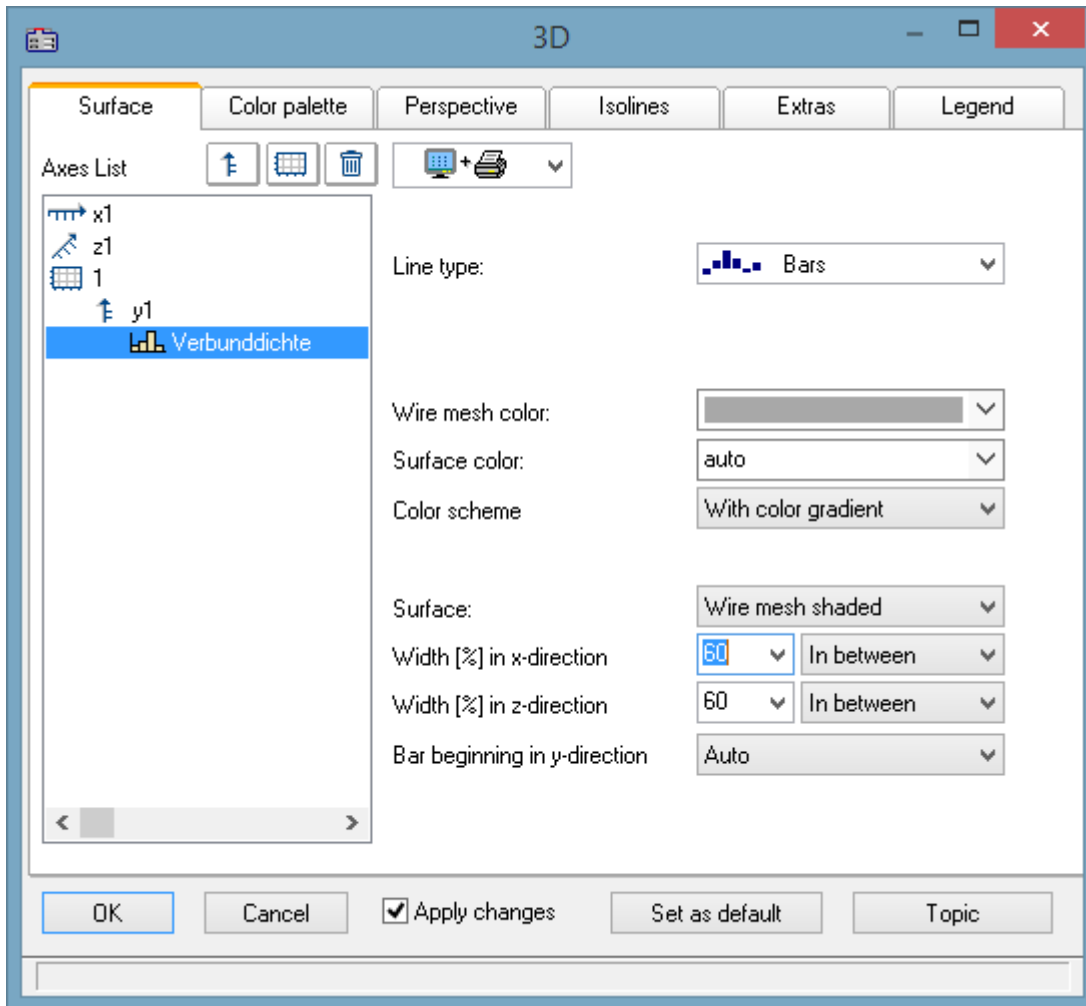 3D
Surface Color palette Perspective Isolines Extras Legend
Axes List
x1
z1
1
y1
Verbunddichte
Line type: Bars
Wire mesh color:
Surface color: auto
Color scheme With color gradient
Surface: Wire mesh shaded
Width [%] in x-direction 60 In between
Width [%] in z-direction 60 In between
Bar beginning in y-direction Auto
OK Cancel Apply changes Set as default Topic